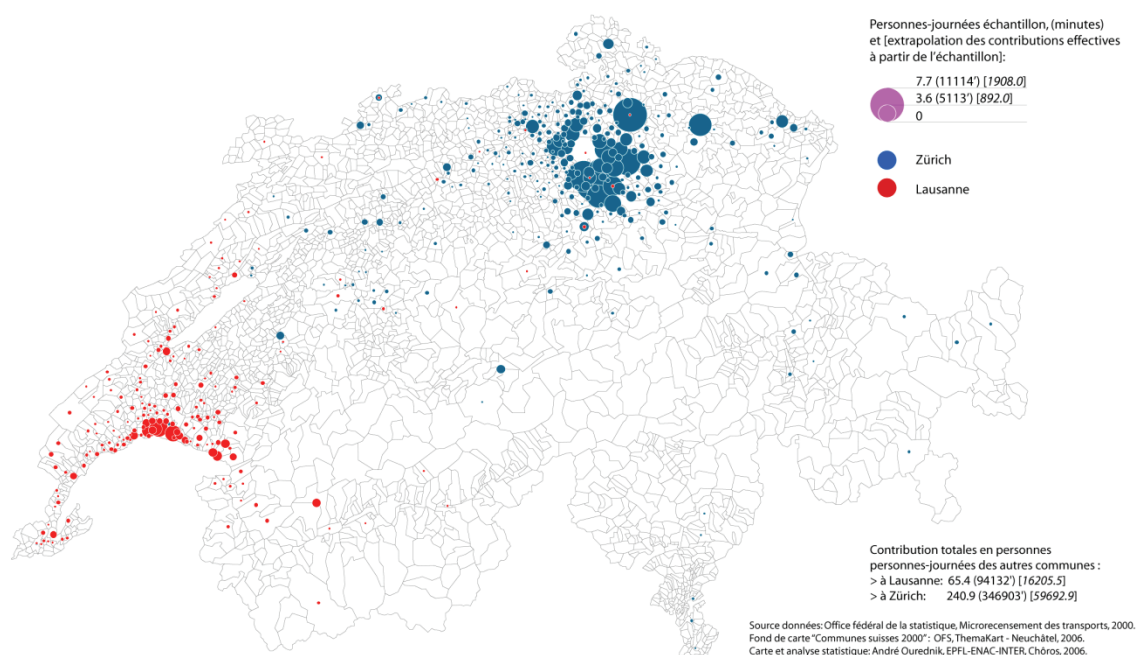 Personnes-journées échantillon, (minutes)
et [extrapolation des contributions effectives
à partir de l'échantillon]:
7.7 (11114') [1908.0]
3.6 (5113') [892.0]
0
Zürich
Lausanne
Contribution totales en personnes
personnes-journées des autres communes :
> à Lausanne: 65.4 (94132') [16205.5]
> à Zürich: 240.9 (346903') [59692.9]
Source données: Office fédéral de la statistique, Microrecensement des transports, 2000.
Fond de carte "Communes suisses 2000" : OFS, ThemaKart - Neuchâtel, 2006.
Carte et analyse statistique: André Ourednik, EPFL-ENAC-INTER, Chôros, 2006.